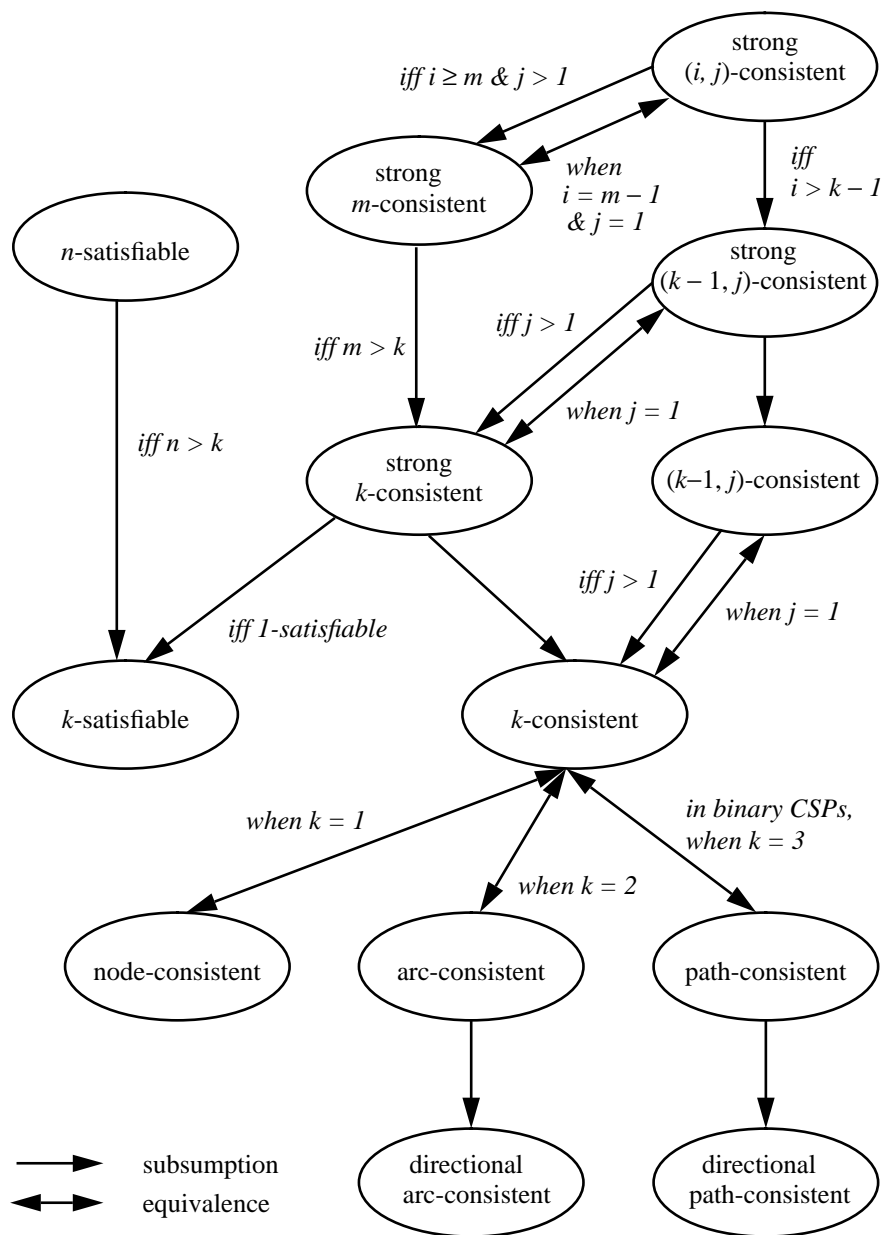 strong
(i, j)-consistent
iff i ≥ m & j > 1
iff
i > k – 1
when
i = m – 1
& j = 1
strong
m-consistent
n-satisfiable
strong
(k – 1, j)-consistent
iff j > 1
iff m > k
when j = 1
iff n > k
strong
k-consistent
(k–1, j)-consistent
iff j > 1
when j = 1
iff 1-satisfiable
k-satisfiable
k-consistent
when k = 1
in binary CSPs,
when k = 3
when k = 2
node-consistent
arc-consistent
path-consistent
subsumption
equivalence
directional
arc-consistent
directional
path-consistent